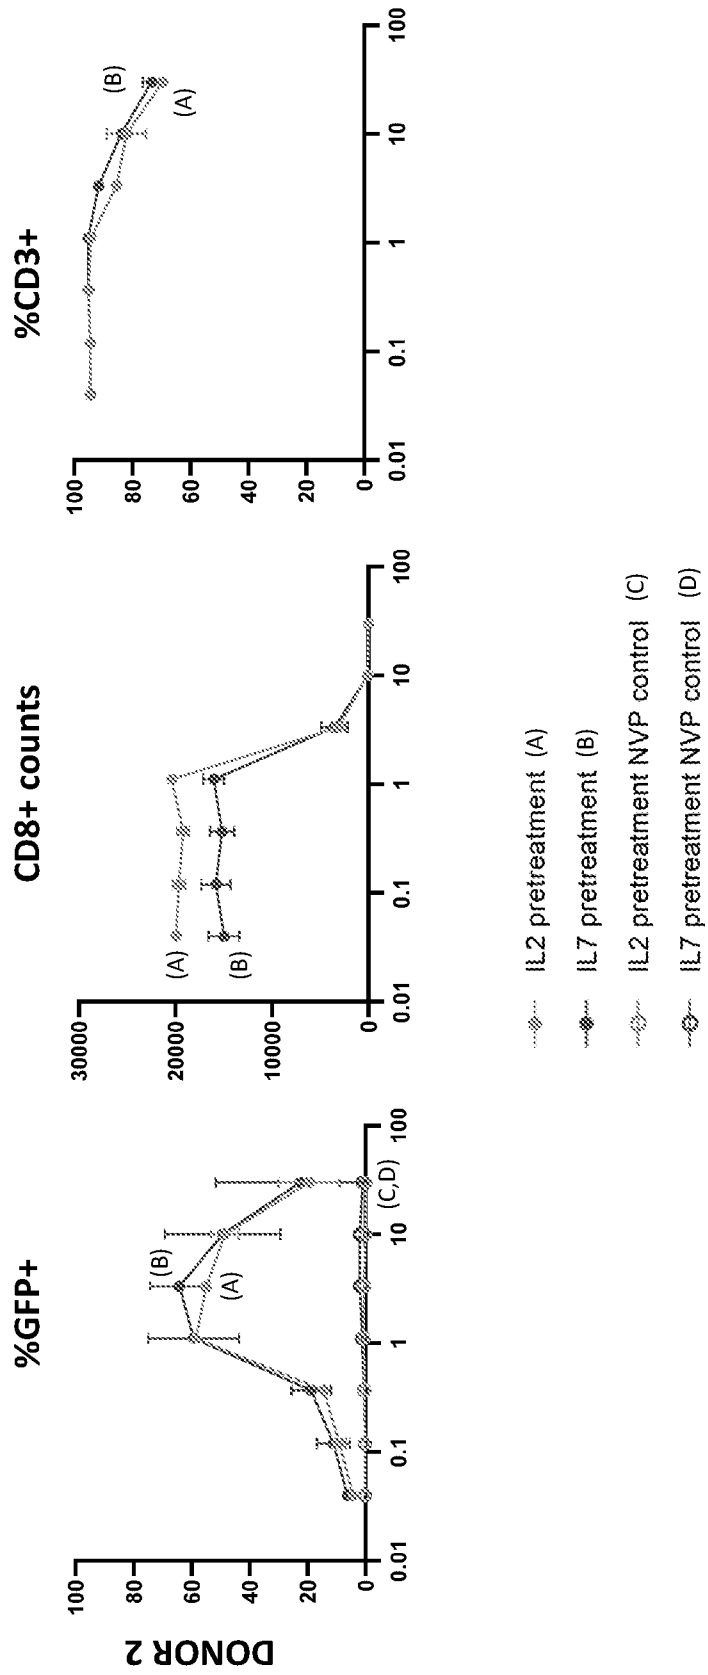 DONOR 2
%GFP+
100
80
60
40
20
0
0.01
0.1
1
10
100
(B)
(A)
(C,D)
CD8+ counts
30000
20000
10000
0
0.01
0.1
1
10
100
(A)
(B)
%CD3+
100
80
60
40
20
0
0.01
0.1
1
10
100
(B)
(A)
IL2 pretreatment (A)
IL7 pretreatment (B)
IL2 pretreatment NVP control (C)
IL7 pretreatment NVP control (D)